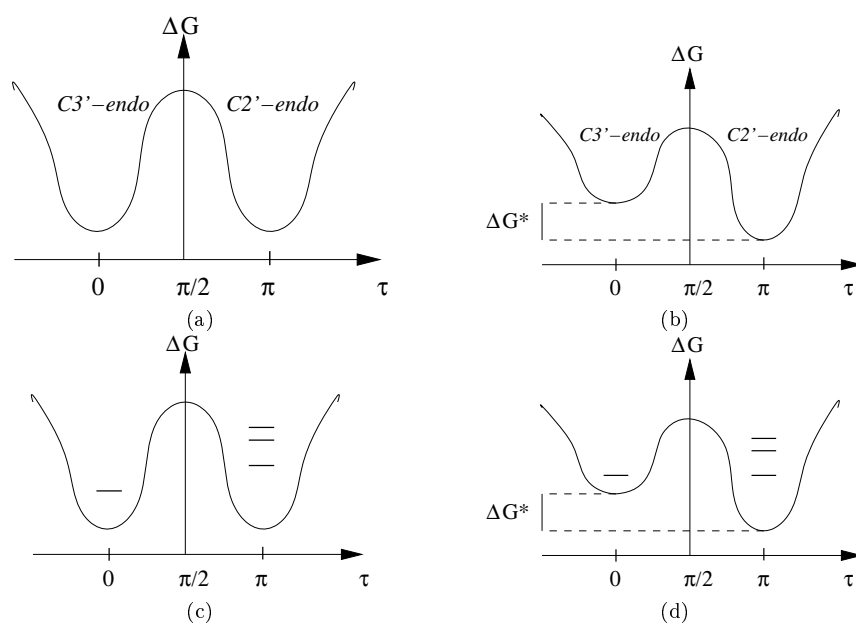 ΔG
C3'−endo C2'−endo
0 π/2 π τ
(a)
ΔG
C3'−endo C2'−endo
ΔG*
0 π/2 π τ
(b)
ΔG
0 π/2 π τ
(c)
ΔG
ΔG*
0 π/2 π τ
(d)